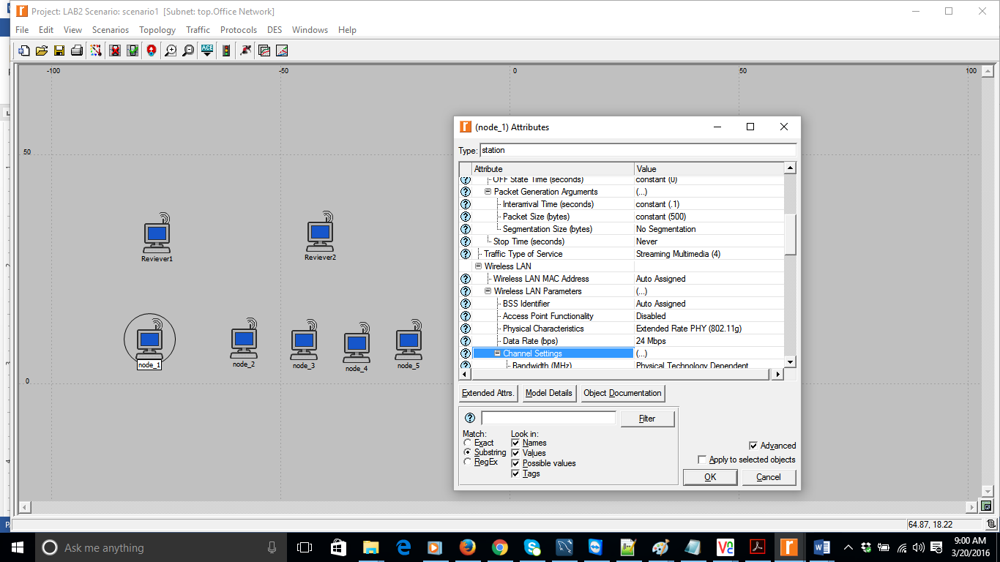 Project: LAB2 Scenario: scenario1 [Subnet: top.Office Network]
File Edit View Scenarios Topology Traffic Protocols DES Windows Help
ACE
-100 -50 0 50 100
50
0
Reviever1
Reviever2
node_1
node_2
node_3
node_4
node_5
(node_1) Attributes
Type: station
Attribute Value
OFF State Time (seconds) constant (0)
Packet Generation Arguments (...)
Interarrival Time (seconds) constant (.1)
Packet Size (bytes) constant (500)
Segmentation Size (bytes) No Segmentation
Stop Time (seconds) Never
Traffic Type of Service Streaming Multimedia (4)
Wireless LAN
Wireless LAN MAC Address Auto Assigned
Wireless LAN Parameters (...)
BSS Identifier Auto Assigned
Access Point Functionality Disabled
Physical Characteristics Extended Rate PHY (802.11g)
Data Rate (bps) 24 Mbps
Channel Settings (...)
Bandwidth (MHz) Physical Technology Dependent
Extended Attrs. Model Details Object Documentation
Filter
Match: Look in:
Exact Names
Substring Values
RegEx Possible values
Tags
Advanced
Apply to selected objects
OK Cancel
64.87, 18.22
Ask me anything
9:00 AM
3/20/2016